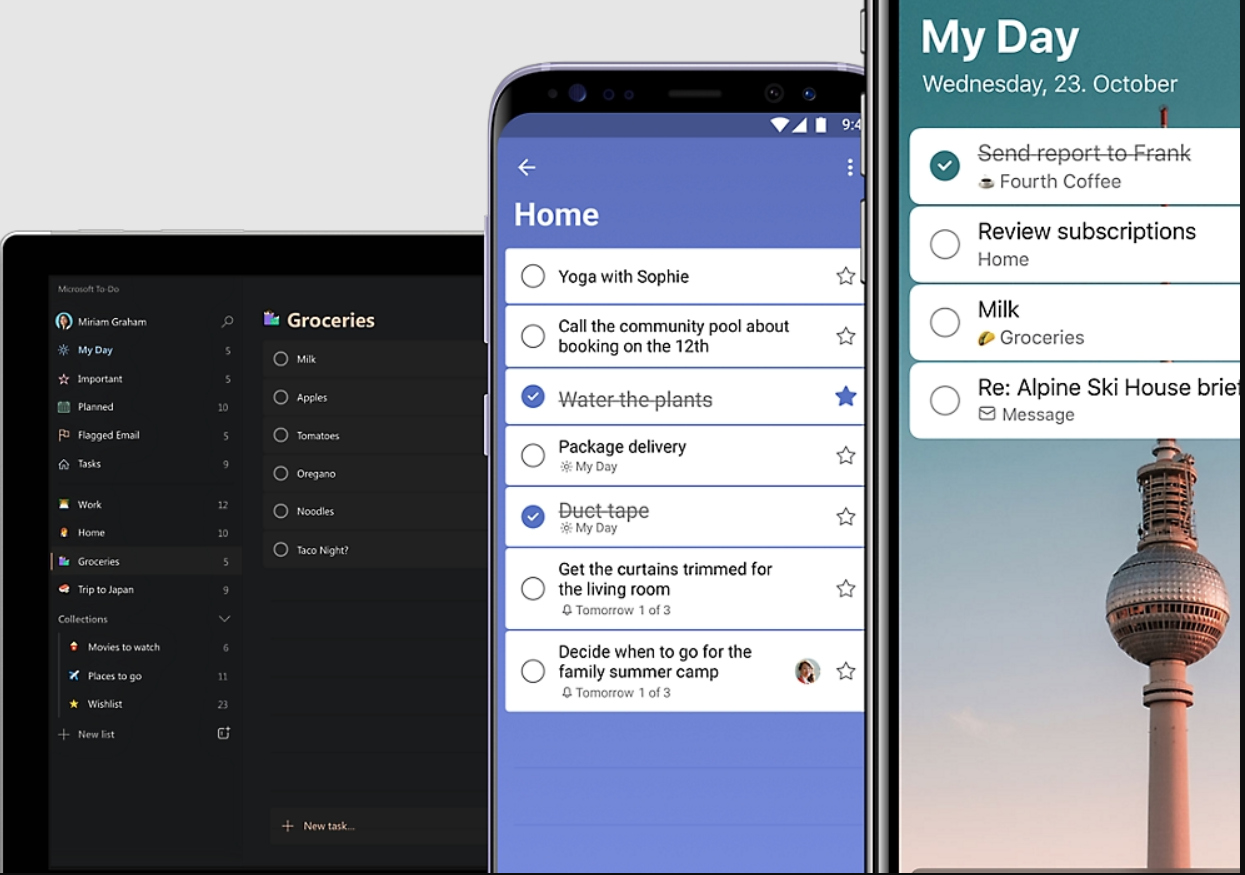 Microsoft To-Do
Miriam Graham
My Day 5
Important 5
Planned 10
Flagged Email 5
Tasks 9
Work 12
Home 10
Groceries 5
Trip to Japan 9
Collections
Movies to watch 6
Places to go 11
Wishlist 23
New list
Groceries
Milk
Apples
Tomatoes
Oregano
Noodles
Taco Night?
New task...
9:4
Home
Yoga with Sophie
Call the community pool about
booking on the 12th
Water the plants
Package delivery
My Day
Duct tape
My Day
Get the curtains trimmed for
the living room
Tomorrow 1 of 3
Decide when to go for the
family summer camp
Tomorrow 1 of 3
My Day
Wednesday, 23. October
Send report to Frank
Fourth Coffee
Review subscriptions
Home
Milk
Groceries
Re: Alpine Ski House brief
Message